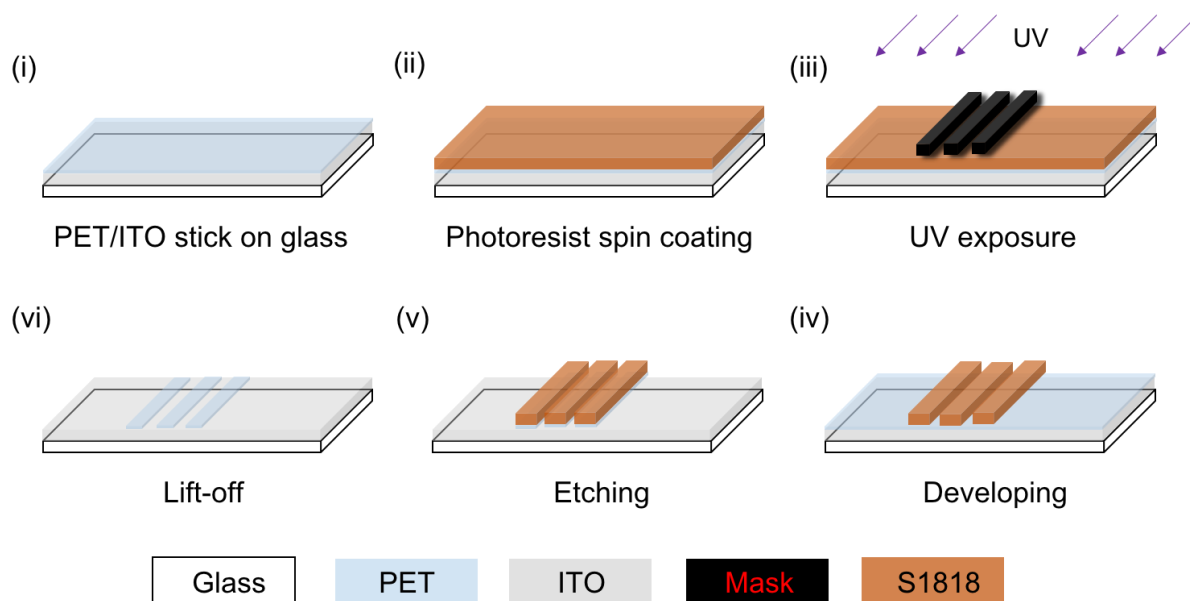 UV
(i)
(ii)
(iii)
PET/ITO stick on glass
Photoresist spin coating
UV exposure
(vi)
(v)
(iv)
Lift-off
Etching
Developing
Glass
PET
ITO
Mask
S1818